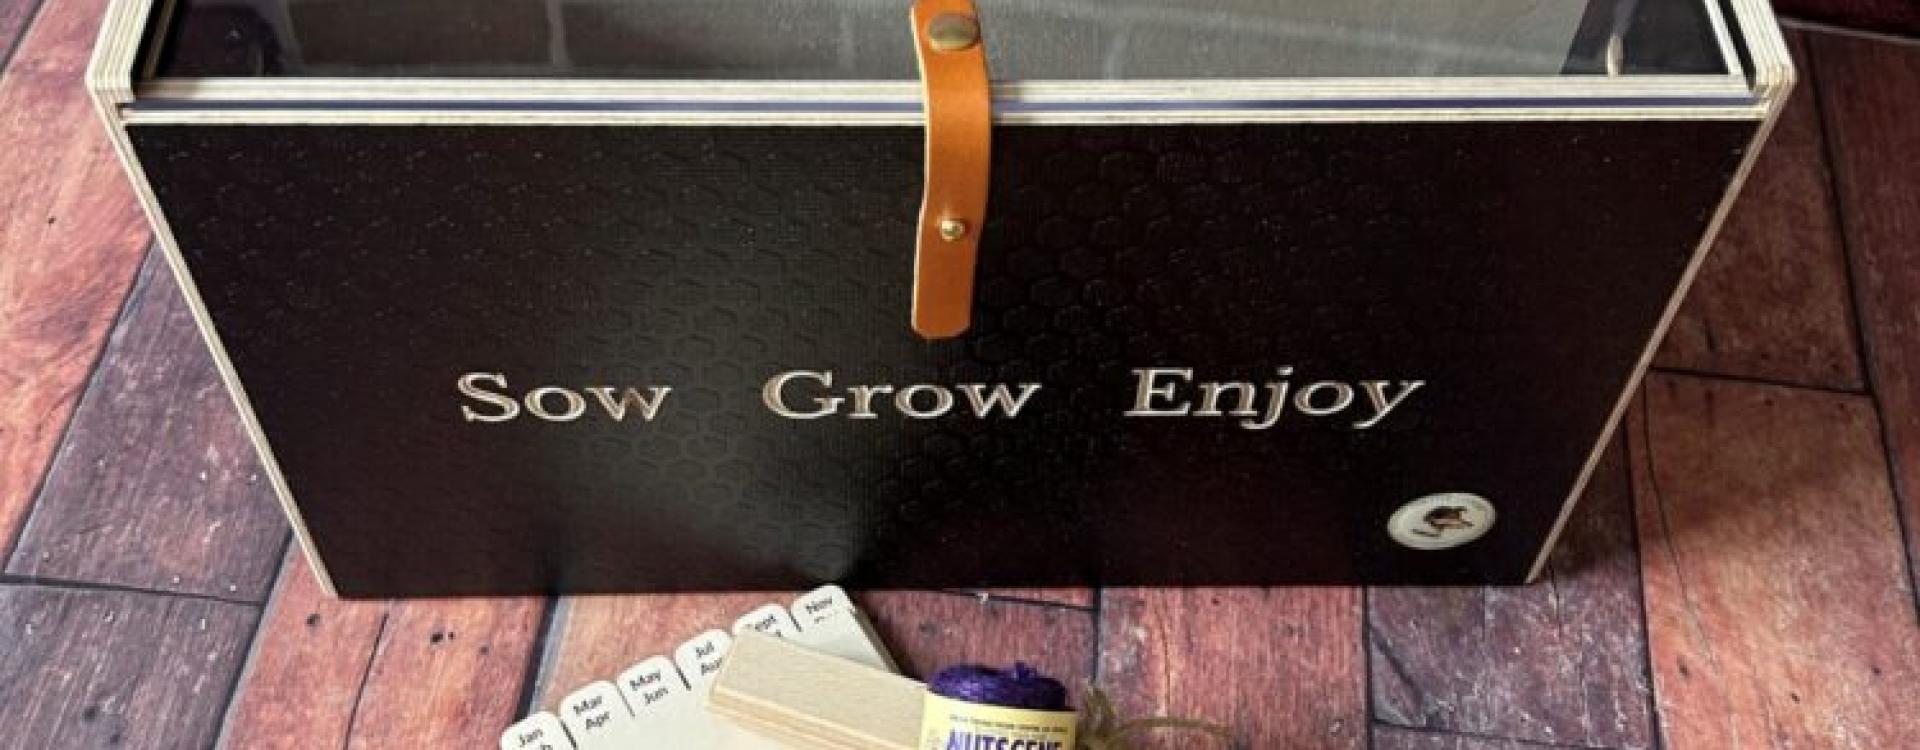 Sow Grow Enjoy
Nov
Sept
Jul
Aug
May
Jun
Mar
Apr
Jan
NUTSCENE